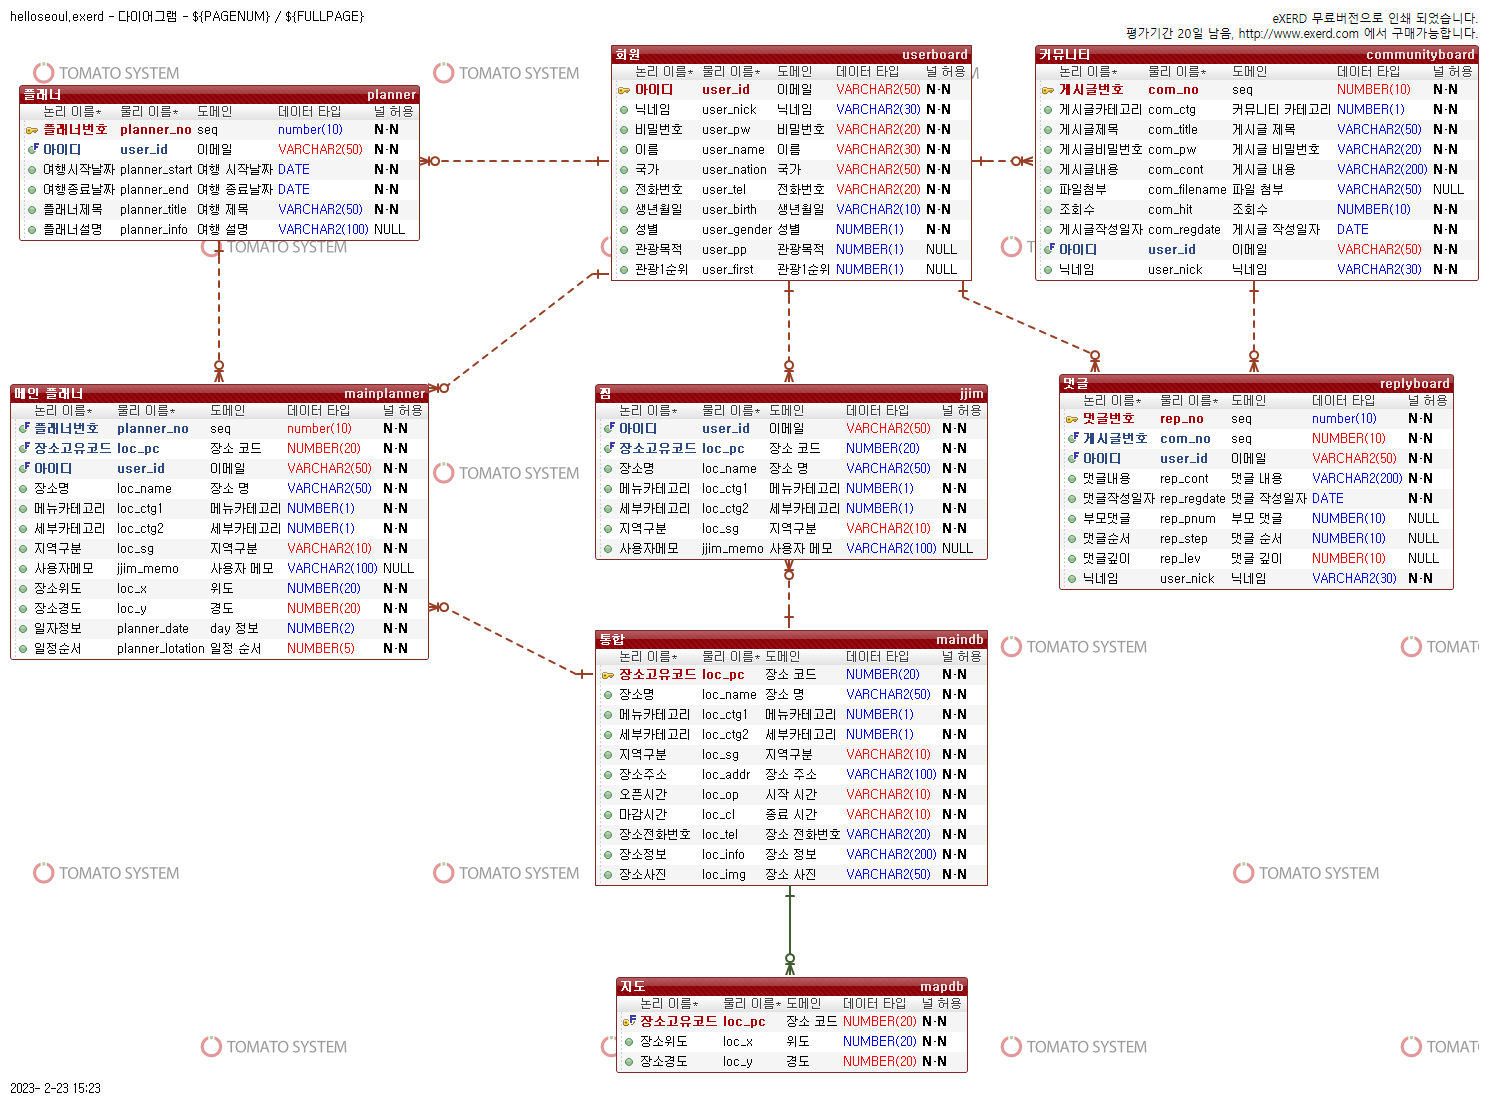 helloseoul.exerd - 다이어그램 - ${PAGENUM} / ${FULLPAGE}
eXERD 무료버전으로 인쇄 되었습니다.
평가기간 20일 남음, http://www.exerd.com 에서 구매가능합니다.
TOMATO SYSTEM
TOMATO SYSTEM
플래너 planner
논리 이름* 물리 이름* 도메인 데이터 타입 널 허용
플래너번호 planner_no seq number(10) N-N
아이디 user_id 이메일 VARCHAR2(50) N-N
여행시작날짜 planner_start 여행 시작날짜 DATE N-N
여행종료날짜 planner_end 여행 종료날짜 DATE N-N
플래너제목 planner_title 여행 제목 VARCHAR2(50) N-N
플래너설명 planner_info 여행 설명 VARCHAR2(100) NULL
회원 userboard
논리 이름* 물리 이름* 도메인 데이터 타입 널 허용
아이디 user_id 이메일 VARCHAR2(50) N-N
닉네임 user_nick 닉네임 VARCHAR2(30) N-N
비밀번호 user_pw 비밀번호 VARCHAR2(20) N-N
이름 user_name 이름 VARCHAR2(30) N-N
국가 user_nation 국가 VARCHAR2(50) N-N
전화번호 user_tel 전화번호 VARCHAR2(20) N-N
생년월일 user_birth 생년월일 VARCHAR2(10) N-N
성별 user_gender 성별 NUMBER(1) N-N
관광목적 user_pp 관광목적 NUMBER(1) NULL
관광1순위 user_first 관광1순위 NUMBER(1) NULL
커뮤니티 communityboard
논리 이름* 물리 이름* 도메인 데이터 타입 널 허용
게시글번호 com_no seq NUMBER(10) N-N
게시글카테고리 com_ctg 커뮤니티 카테고리 NUMBER(1) N-N
게시글제목 com_title 게시글 제목 VARCHAR2(50) N-N
게시글비밀번호 com_pw 게시글 비밀번호 VARCHAR2(20) N-N
게시글내용 com_cont 게시글 내용 VARCHAR2(200) N-N
파일첨부 com_filename 파일 첨부 VARCHAR2(50) NULL
조회수 com_hit 조회수 NUMBER(10) N-N
게시글작성일자 com_regdate 게시글 작성일자 DATE N-N
아이디 user_id 이메일 VARCHAR2(50) N-N
닉네임 user_nick 닉네임 VARCHAR2(30) N-N
TOMATO SYSTEM
메인 플래너 mainplanner
논리 이름* 물리 이름* 도메인 데이터 타입 널 허용
플래너번호 planner_no seq number(10) N-N
장소고유코드 loc_pc 장소 코드 NUMBER(20) N-N
아이디 user_id 이메일 VARCHAR2(50) N-N
장소명 loc_name 장소 명 VARCHAR2(50) N-N
메뉴카테고리 loc_ctg1 메뉴카테고리 NUMBER(1) N-N
세부카테고리 loc_ctg2 세부카테고리 NUMBER(1) N-N
지역구분 loc_sg 지역구분 VARCHAR2(10) N-N
사용자메모 jjim_memo 사용자 메모 VARCHAR2(100) NULL
장소위도 loc_x 위도 NUMBER(20) N-N
장소경도 loc_y 경도 NUMBER(20) N-N
일자정보 planner_date day 정보 NUMBER(2) N-N
일정순서 planner_lotation 일정 순서 NUMBER(5) N-N
TOMATO SYSTEM
찜 jjim
논리 이름* 물리 이름* 도메인 데이터 타입 널 허용
아이디 user_id 이메일 VARCHAR2(50) N-N
장소고유코드 loc_pc 장소 코드 NUMBER(20) N-N
장소명 loc_name 장소 명 VARCHAR2(50) N-N
메뉴카테고리 loc_ctg1 메뉴카테고리 NUMBER(1) N-N
세부카테고리 loc_ctg2 세부카테고리 NUMBER(1) N-N
지역구분 loc_sg 지역구분 VARCHAR2(10) N-N
사용자메모 jjim_memo 사용자 메모 VARCHAR2(100) NULL
댓글 replyboard
논리 이름* 물리 이름* 도메인 데이터 타입 널 허용
댓글번호 rep_no seq number(10) N-N
게시글번호 com_no seq NUMBER(10) N-N
아이디 user_id 이메일 VARCHAR2(50) N-N
댓글내용 rep_cont 댓글 내용 VARCHAR2(200) N-N
댓글작성일자 rep_regdate 댓글 작성일자 DATE N-N
부모댓글 rep_pnum 부모 댓글 NUMBER(10) NULL
댓글순서 rep_step 댓글 순서 NUMBER(10) NULL
댓글깊이 rep_lev 댓글 깊이 NUMBER(10) NULL
닉네임 user_nick 닉네임 VARCHAR2(30) N-N
통합 maindb
논리 이름* 물리 이름* 도메인 데이터 타입 널 허용
장소고유코드 loc_pc 장소 코드 NUMBER(20) N-N
장소명 loc_name 장소 명 VARCHAR2(50) N-N
메뉴카테고리 loc_ctg1 메뉴카테고리 NUMBER(1) N-N
세부카테고리 loc_ctg2 세부카테고리 NUMBER(1) N-N
지역구분 loc_sg 지역구분 VARCHAR2(10) N-N
장소주소 loc_addr 장소 주소 VARCHAR2(100) N-N
오픈시간 loc_op 시작 시간 VARCHAR2(10) N-N
마감시간 loc_cl 종료 시간 VARCHAR2(10) N-N
장소전화번호 loc_tel 장소 전화번호 VARCHAR2(20) N-N
장소정보 loc_info 장소 정보 VARCHAR2(200) N-N
장소사진 loc_img 장소 사진 VARCHAR2(50) N-N
TOMATO SYSTEM
TOMATO SYST
TOMATO SYSTEM
TOMATO SYSTEM
TOMATO SYSTEM
지도 mapdb
논리 이름* 물리 이름* 도메인 데이터 타입 널 허용
장소고유코드 loc_pc 장소 코드 NUMBER(20) N-N
장소위도 loc_x 위도 NUMBER(20) N-N
장소경도 loc_y 경도 NUMBER(20) N-N
TOMATO SYSTEM
TOMATO SYSTEM
TOMAT
2023- 2-23 15:23